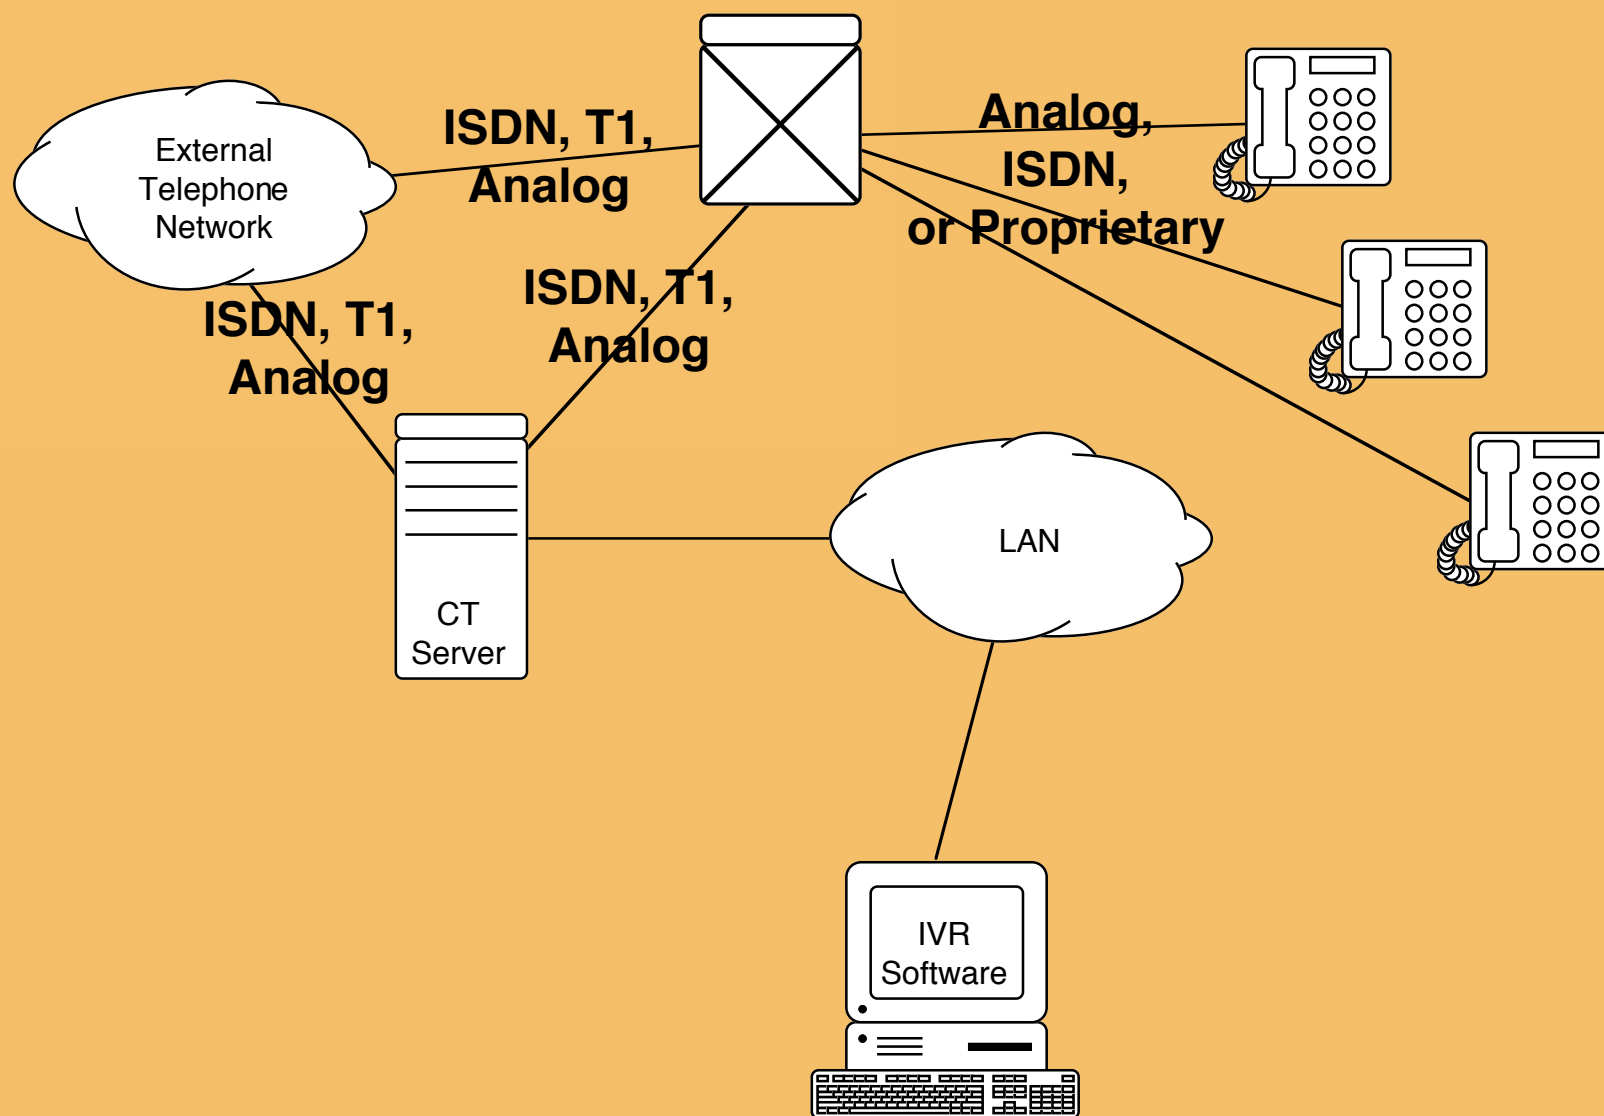 External
Telephone
Network
ISDN, T1,
Analog
Analog,
ISDN,
or Proprietary
ISDN, T1,
Analog
ISDN, T1,
Analog
CT
Server
LAN
IVR
Software